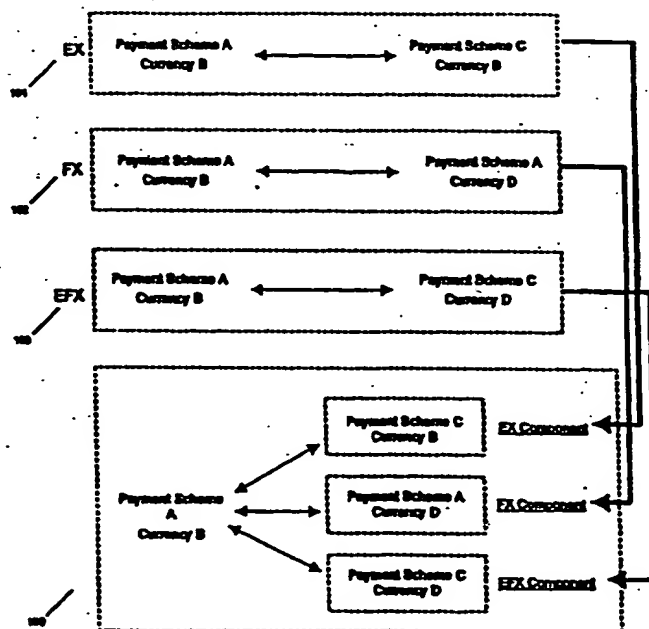 EX
Payment Scheme A
Currency B
Payment Scheme C
Currency B
FX
Payment Scheme A
Currency B
Payment Scheme A
Currency D
EFX
Payment Scheme A
Currency B
Payment Scheme C
Currency D
Payment Scheme C
Currency B
EX Component
Payment Scheme
A
Currency B
Payment Scheme A
Currency D
FX Component
Payment Scheme C
Currency D
EFX Component